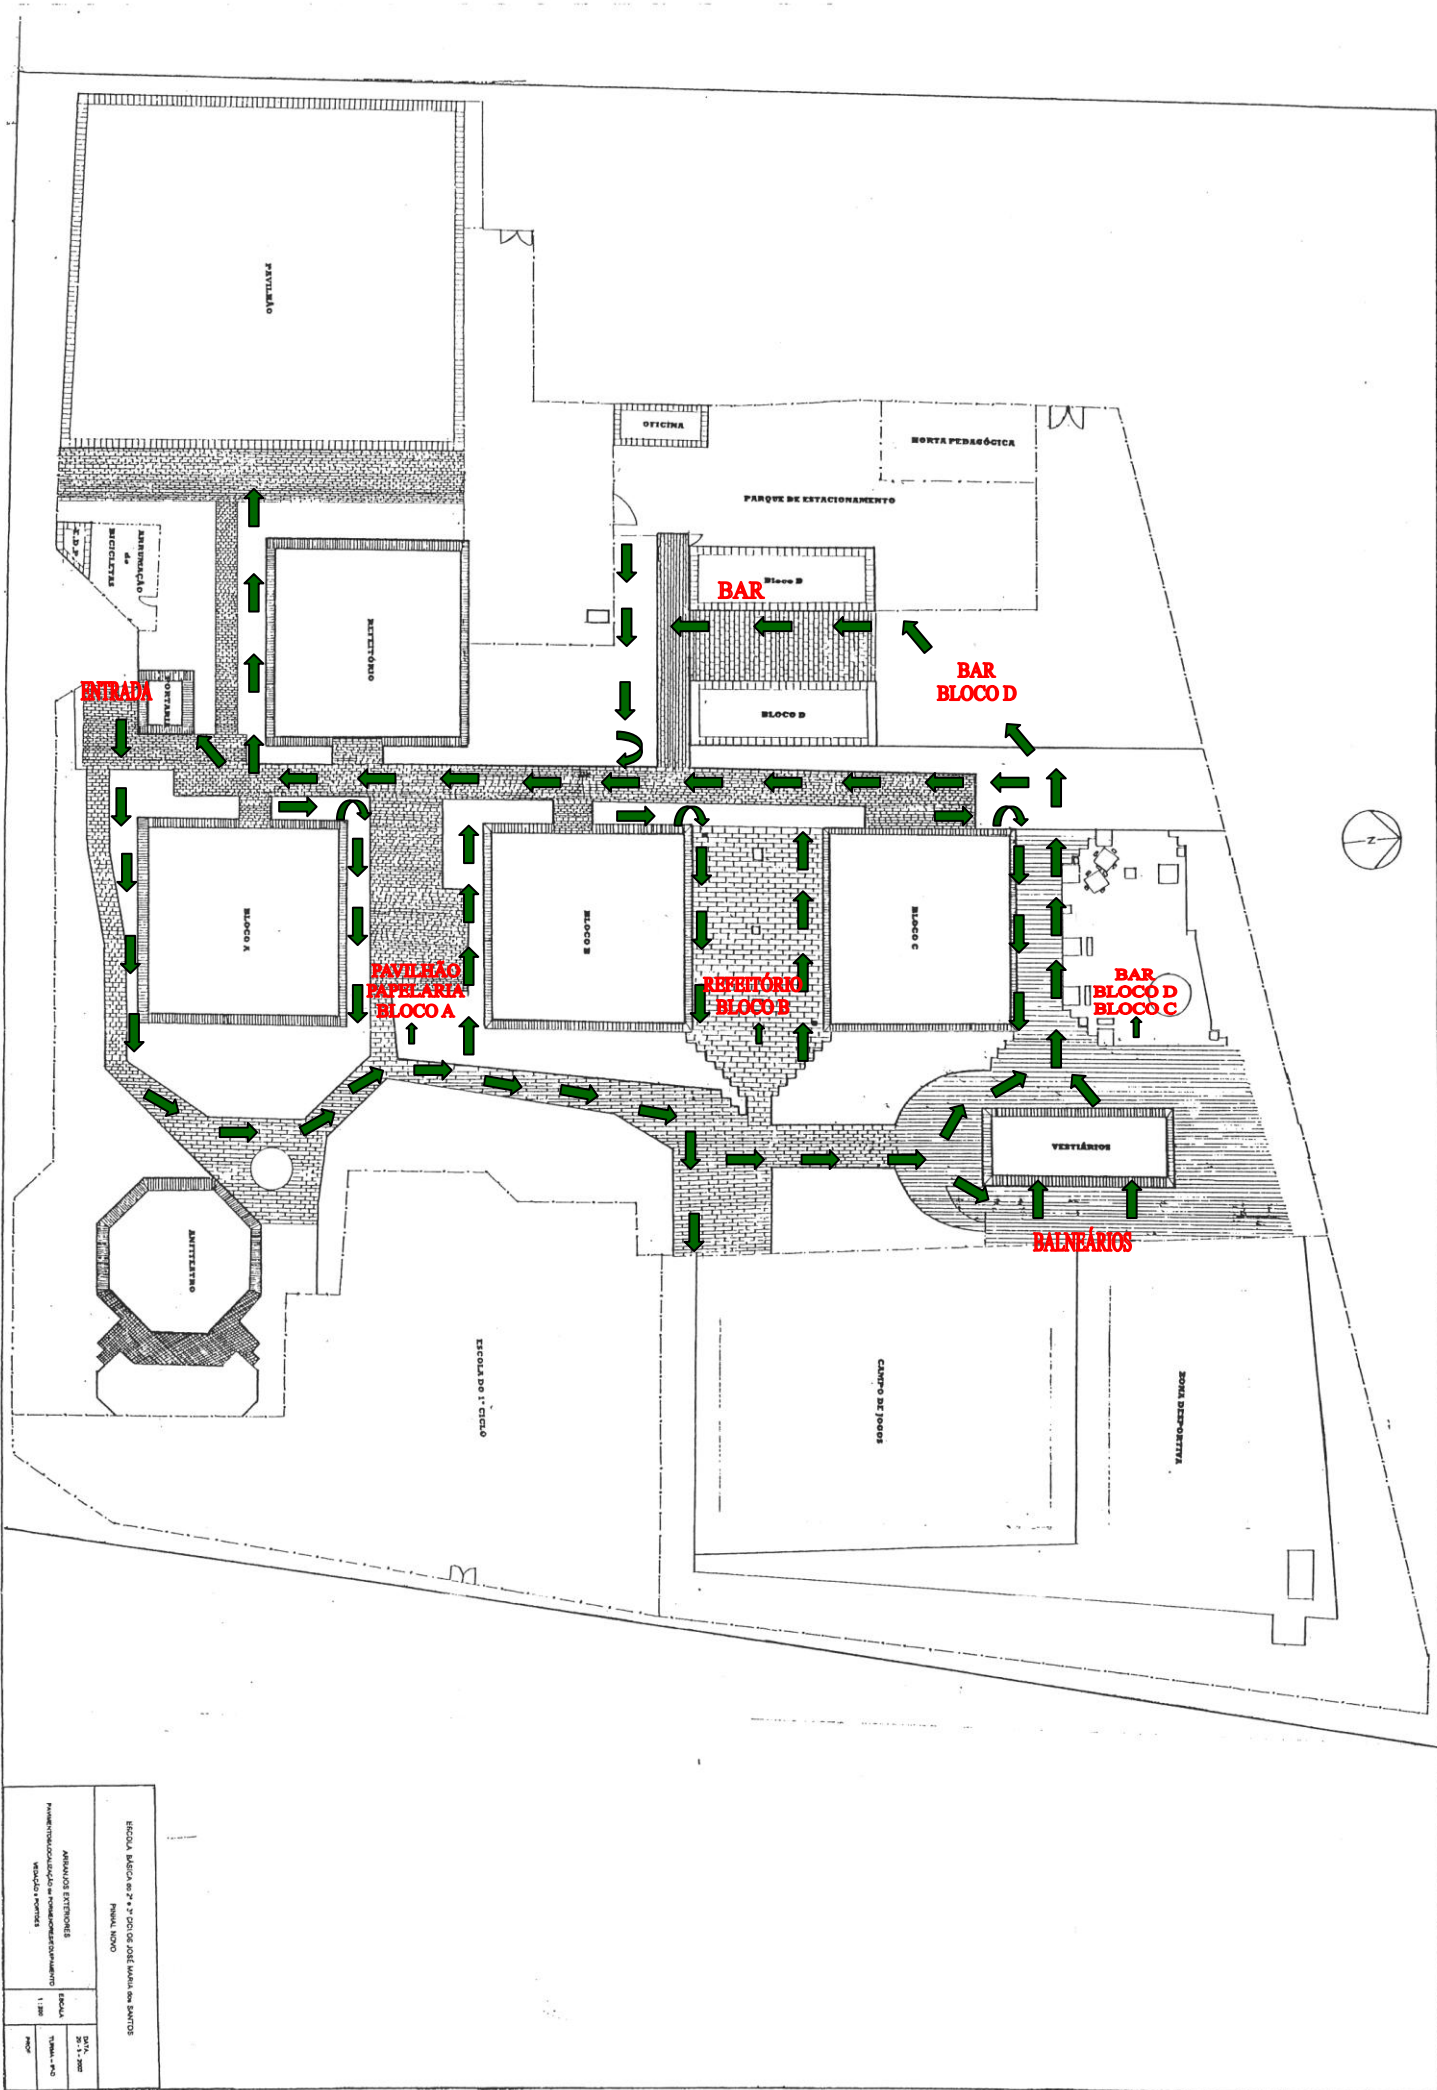 PAVILHÃO
OFICINA
HORTA PEDAGÓGICA
PARQUE DE ESTACIONAMENTO
E.D.P.
ARRUMAÇÃO
de
BICICLETAS
Bloco D
BAR
REFEITÓRIO
BAR
BLOCO D
ENTRADA
PORTARIA
BLOCO D
N
BLOCO A
BLOCO B
BLOCO C
PAVILHÃO
PAPELARIA
BLOCO A
REFEITÓRIO
BLOCO B
BAR
BLOCO D
BLOCO C
VESTIÁRIOS
BALNEÁRIOS
ANFITEATRO
ESCOLA DO 1º CICLO
CAMPO DE JOGOS
ZONA DESPORTIVA
ESCOLA BÁSICA do 2º e 3º CICLOS JOSÉ MARIA dos SANTOS
PINHAL NOVO
ARRANJOS EXTERIORES
VEDAÇÃO e PORTÕES
ESCALA
DATA
PROF